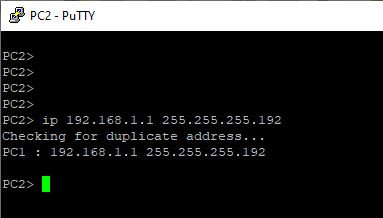 PC2 - PuTTY
PC2>
PC2>
PC2>
PC2>
PC2> ip 192.168.1.1 255.255.255.192
Checking for duplicate address...
PC1 : 192.168.1.1 255.255.255.192
PC2>